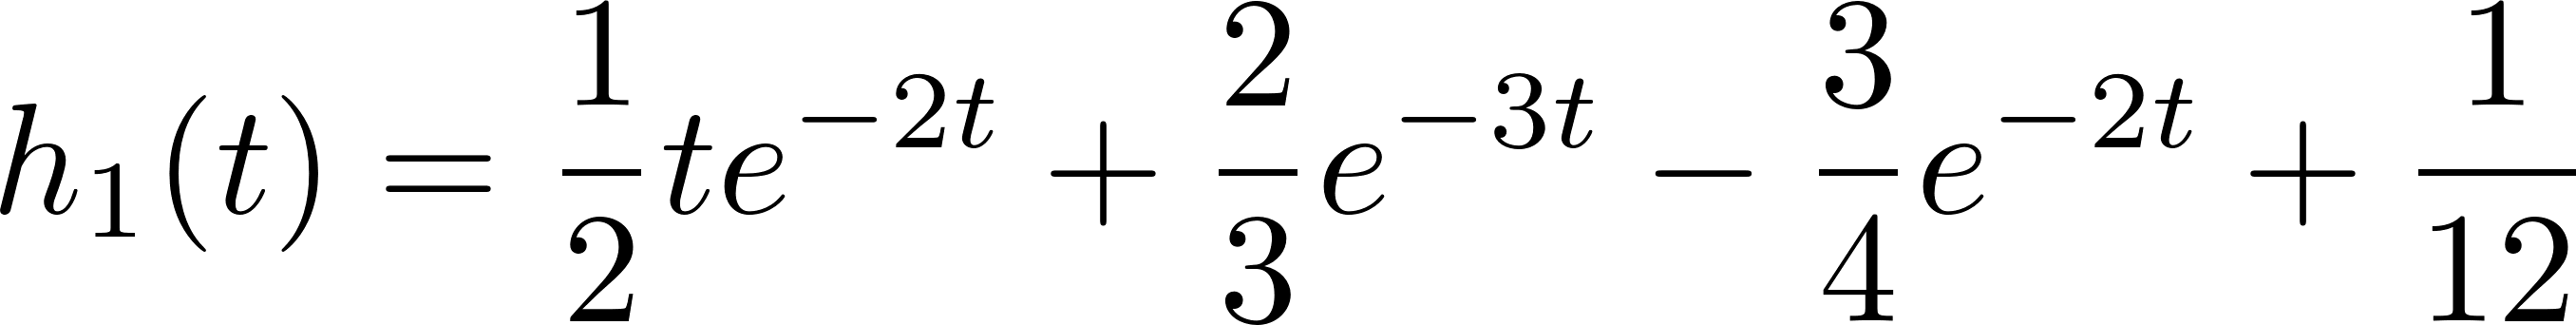 h_1(t) = \frac{1}{2}te^{-2t} + \frac{2}{3}e^{-3t} - \frac{3}{4}e^{-2t} + \frac{1}{12}